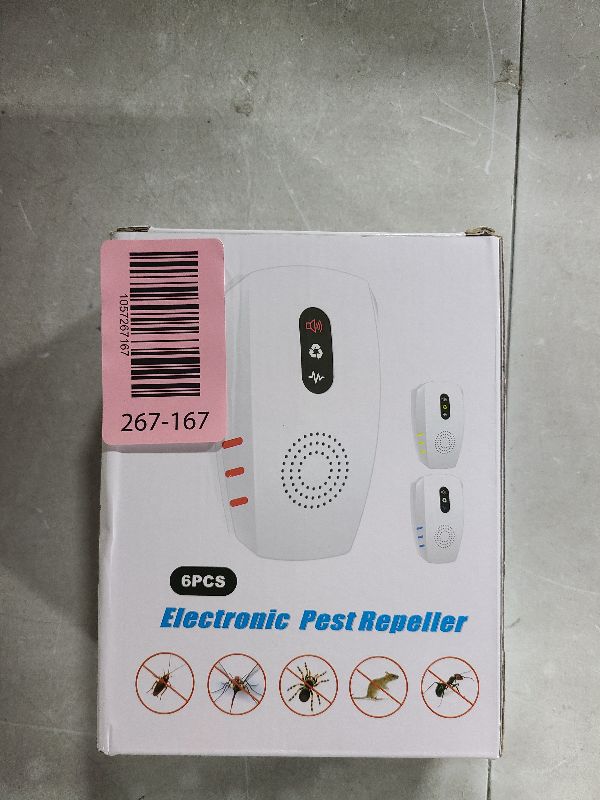 1057267167
267-167
6PCS
Electronic Pest Repeller